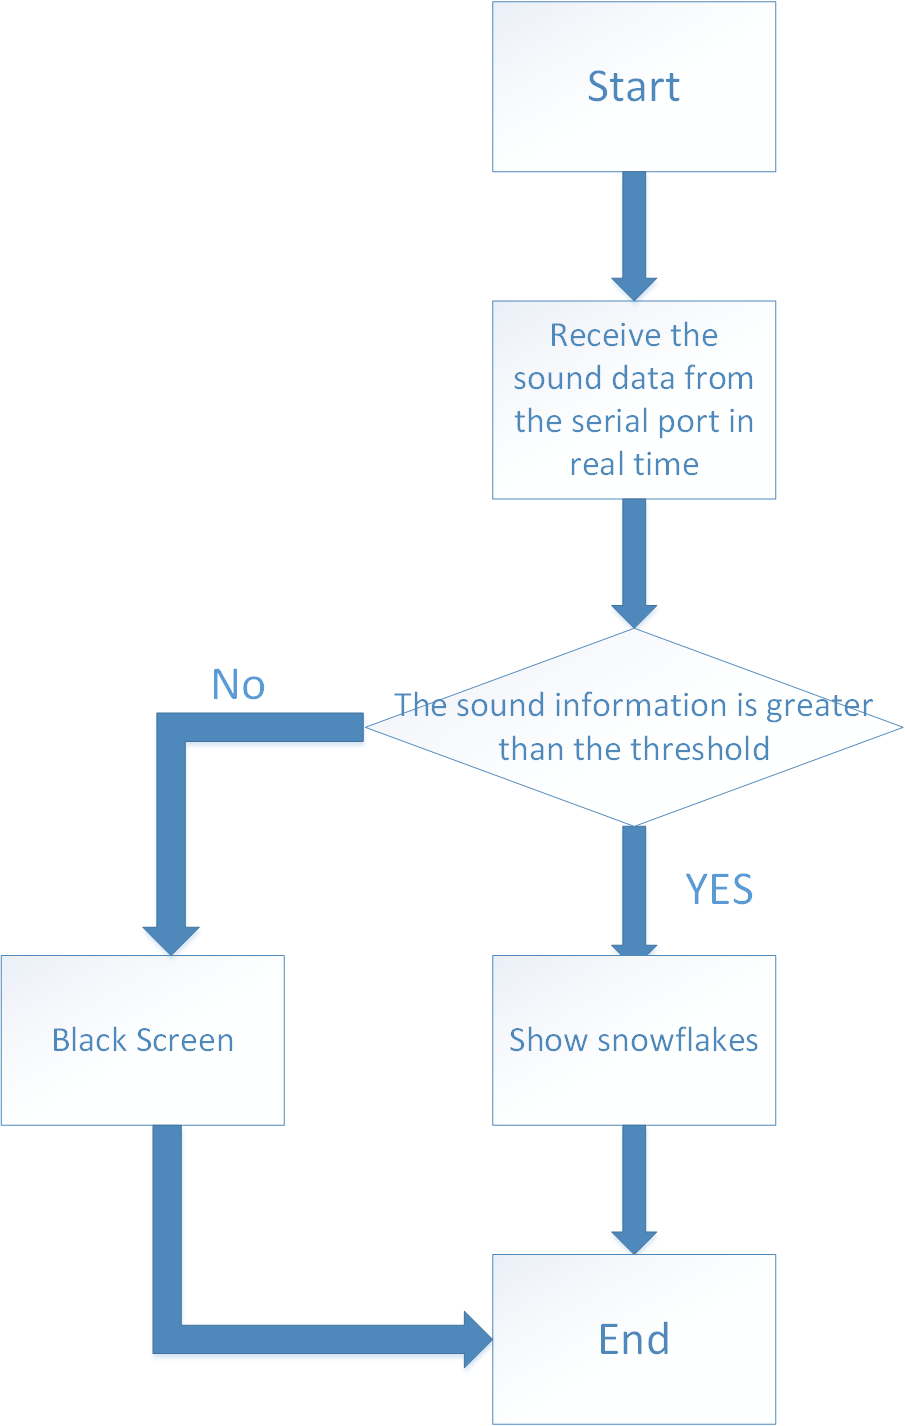 Start
Receive the
sound data from
the serial port in
real time
The sound information is greater
than the threshold
No
YES
Black Screen
Show snowflakes
End